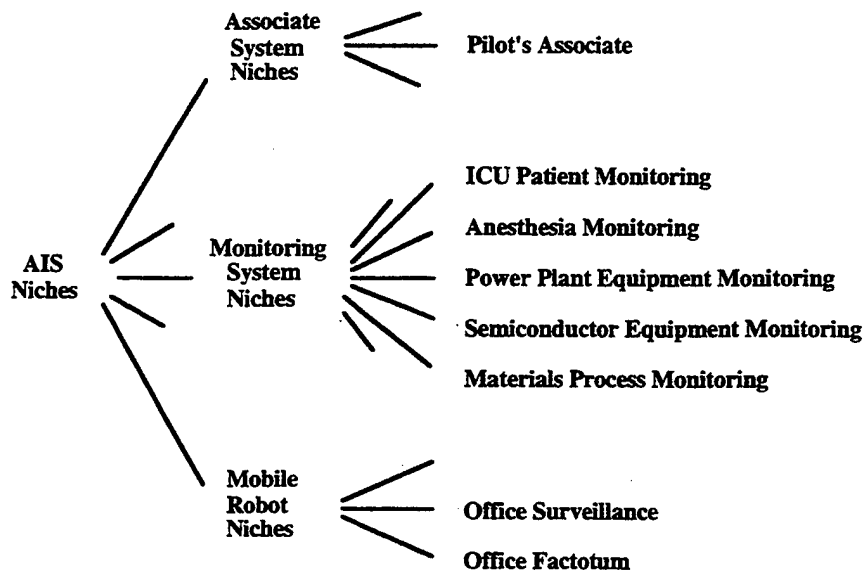 Associate
System
Niches
Pilot's Associate
ICU Patient Monitoring
Anesthesia Monitoring
AIS
Niches
Monitoring
System
Niches
Power Plant Equipment Monitoring
Semiconductor Equipment Monitoring
Materials Process Monitoring
Mobile
Robot
Niches
Office Surveillance
Office Factotum